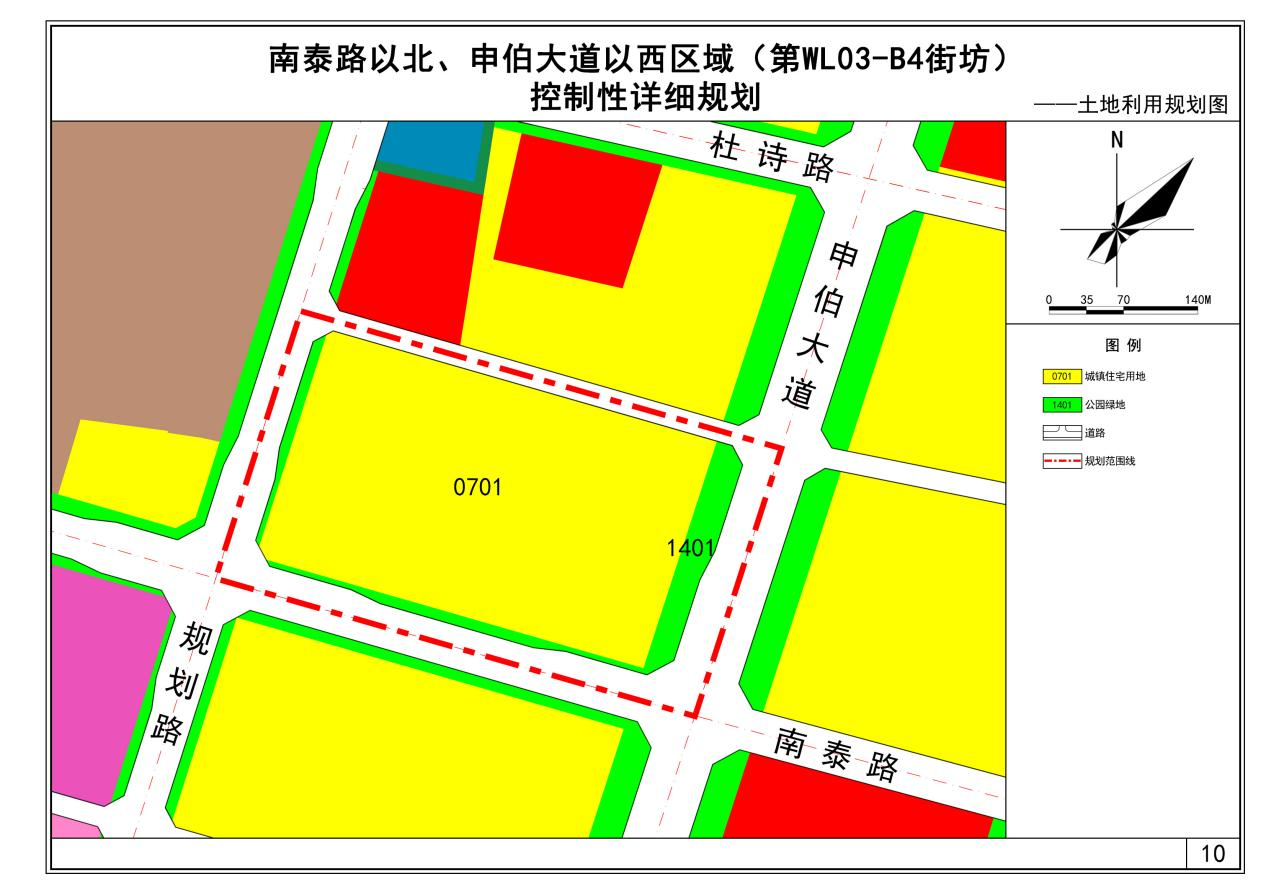 南泰路以北、申伯大道以西区域（第WL03-B4街坊）
控制性详细规划
——土地利用规划图
杜诗路
N
申伯大道
0 35 70 140M
图例
0701 城镇住宅用地
1401 公园绿地
道路
规划范围线
0701
1401
规划路
南泰路
10